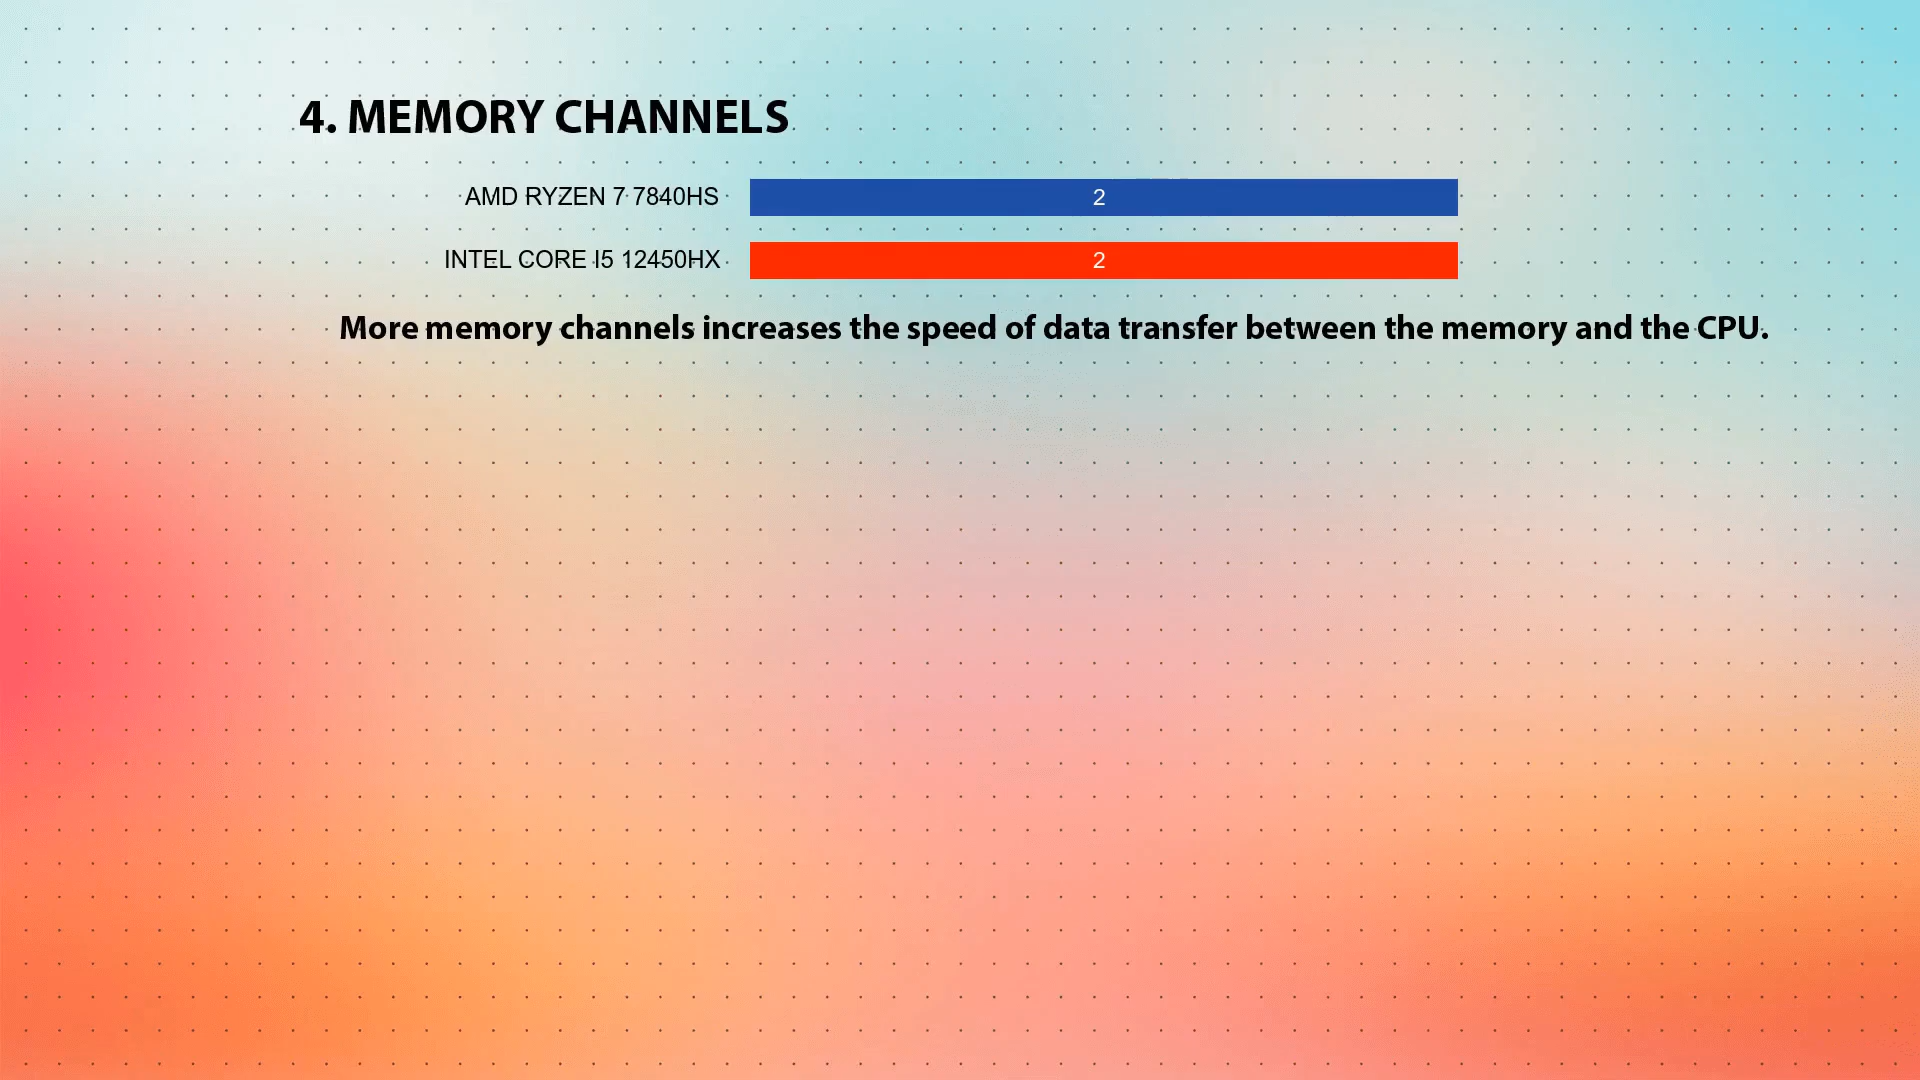 4. MEMORY CHANNELS
AMD RYZEN 7 7840HS
2
INTEL CORE I5 12450HX
2
More memory channels increases the speed of data transfer between the memory and the CPU.